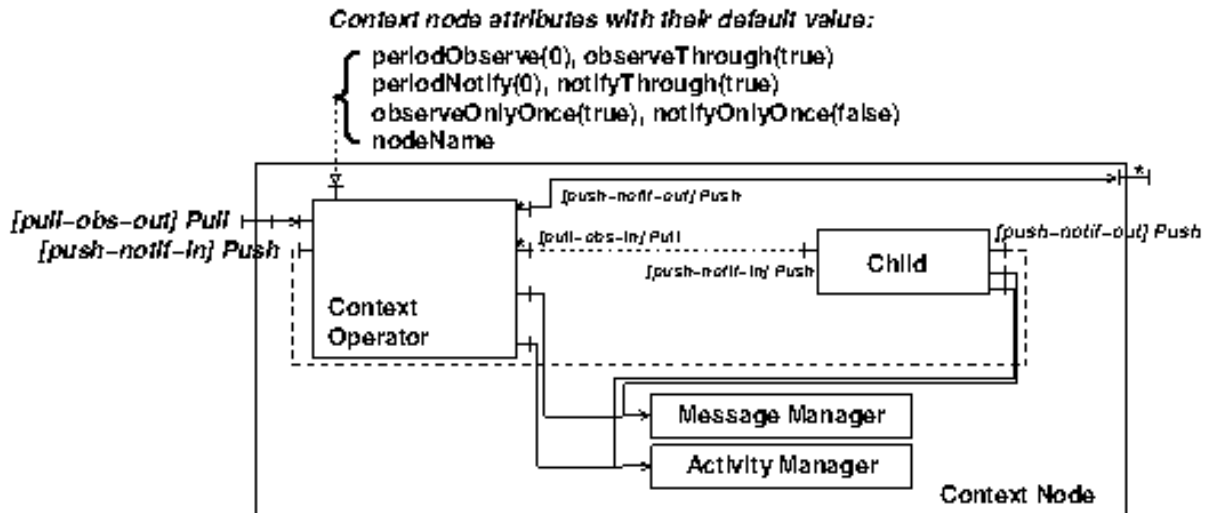 Context node attributes with their default value:
periodObserve(0), observeThrough(true)
periodNotify(0), notifyThrough(true)
observeOnlyOnce(true), notifyOnlyOnce(false)
nodeName
*
[push-notif-out] Push
[pull-obs-out] Pull
*
[push-notif-in] Push
*
[pull-obs-in] Pull
[push-notif-out] Push
[push-notif-in] Push
Child
Context
Operator
Message Manager
Activity Manager
Context Node